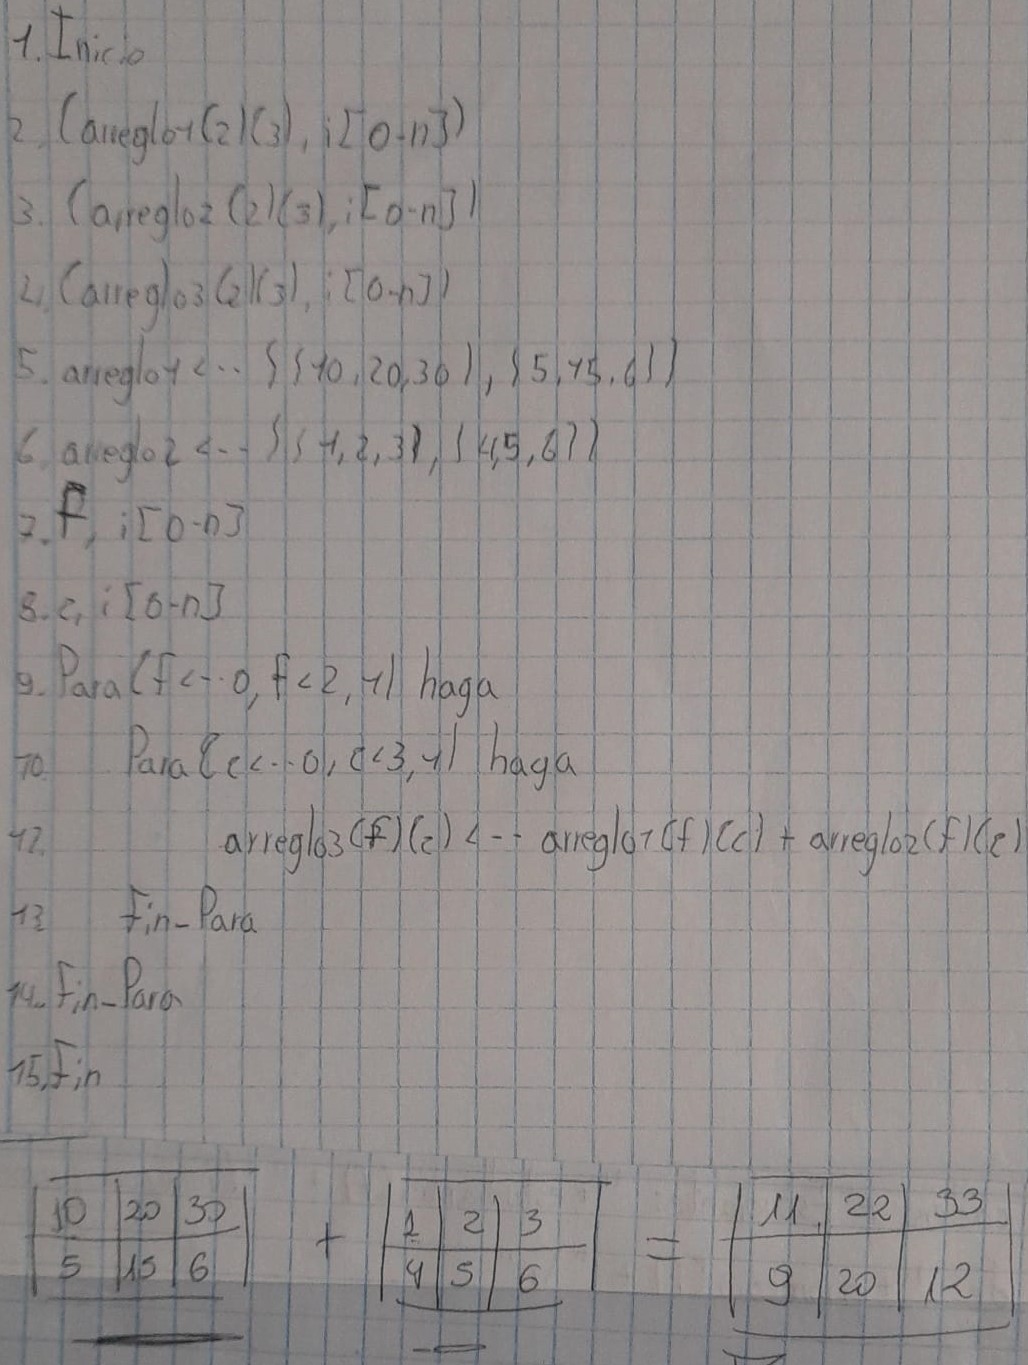 1. Inicio
2. (arreglo1(2)(3), i[0-n])
3. (arreglo2(2)(3), i[0-n])
4. (arreglo3(2)(3), i[0-n])
5. arreglo1 <-- {{10,20,30}, {5,15,6}}
6. arreglo2 <-- {{1,2,3}, {4,5,6}}
7. f, i[0-n]
8. c, i[0-n]
9. Para (f <-- 0, f<2, 1) haga
10. Para (c <-- 0, c<3, 1) haga
12. arreglo3(f)(c) <-- arreglo1(f)(c) + arreglo2(f)(c)
13 Fin-Para
14. Fin-Para
15. Fin
10 20 30 + 1 2 3 = 11 22 33
5 15 6 4 5 6 9 20 12